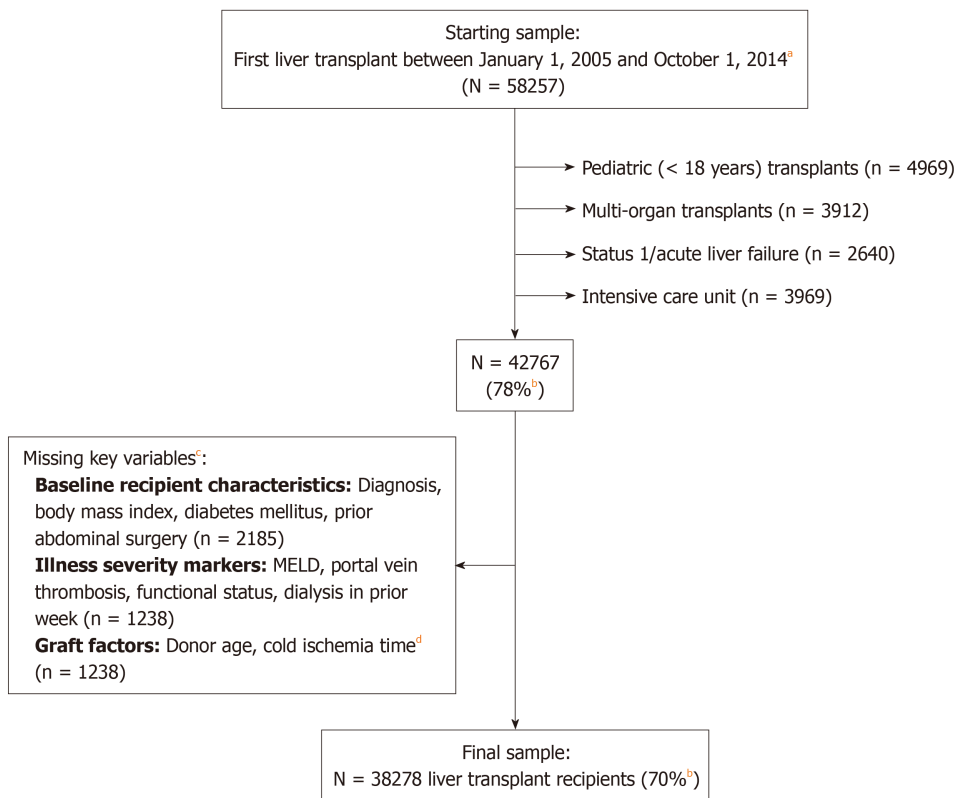 Starting sample:
First liver transplant between January 1, 2005 and October 1, 2014a
(N = 58257)
Pediatric (< 18 years) transplants (n = 4969)
Multi-organ transplants (n = 3912)
Status 1/acute liver failure (n = 2640)
Intensive care unit (n = 3969)
N = 42767
(78%b)
Missing key variablesc:
Baseline recipient characteristics: Diagnosis,
body mass index, diabetes mellitus, prior
abdominal surgery (n = 2185)
Illness severity markers: MELD, portal vein
thrombosis, functional status, dialysis in prior
week (n = 1238)
Graft factors: Donor age, cold ischemia timed
(n = 1238)
Final sample:
N = 38278 liver transplant recipients (70%b)